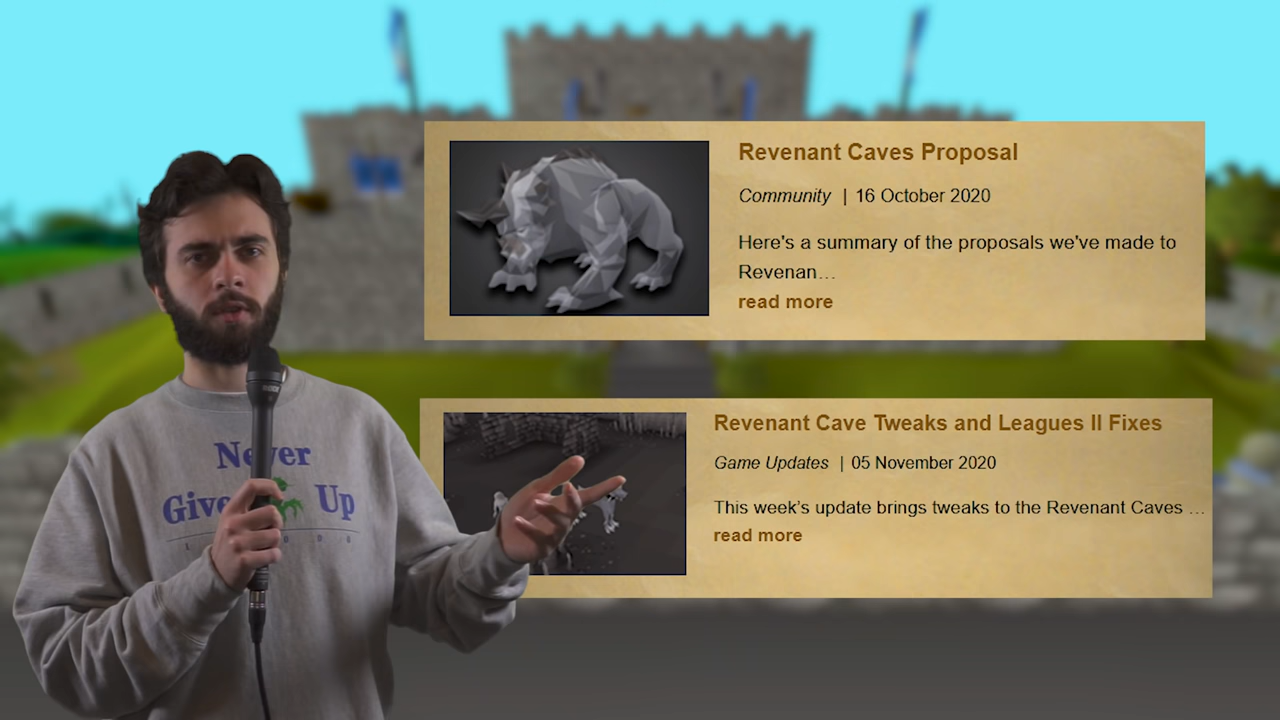 Revenant Caves Proposal
Community | 16 October 2020
Here's a summary of the proposals we've made to
Revenan…
read more
Revenant Cave Tweaks and Leagues II Fixes
Game Updates | 05 November 2020
This week's update brings tweaks to the Revenant Caves …
read more
Never
Give Up